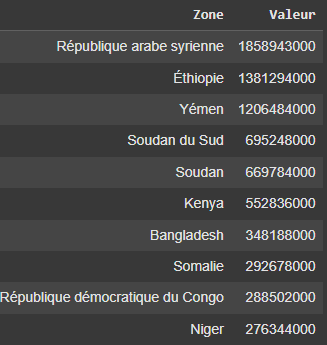 Zone Valeur
République arabe syrienne 1858943000
Éthiopie 1381294000
Yémen 1206484000
Soudan du Sud 695248000
Soudan 669784000
Kenya 552836000
Bangladesh 348188000
Somalie 292678000
République démocratique du Congo 288502000
Niger 276344000